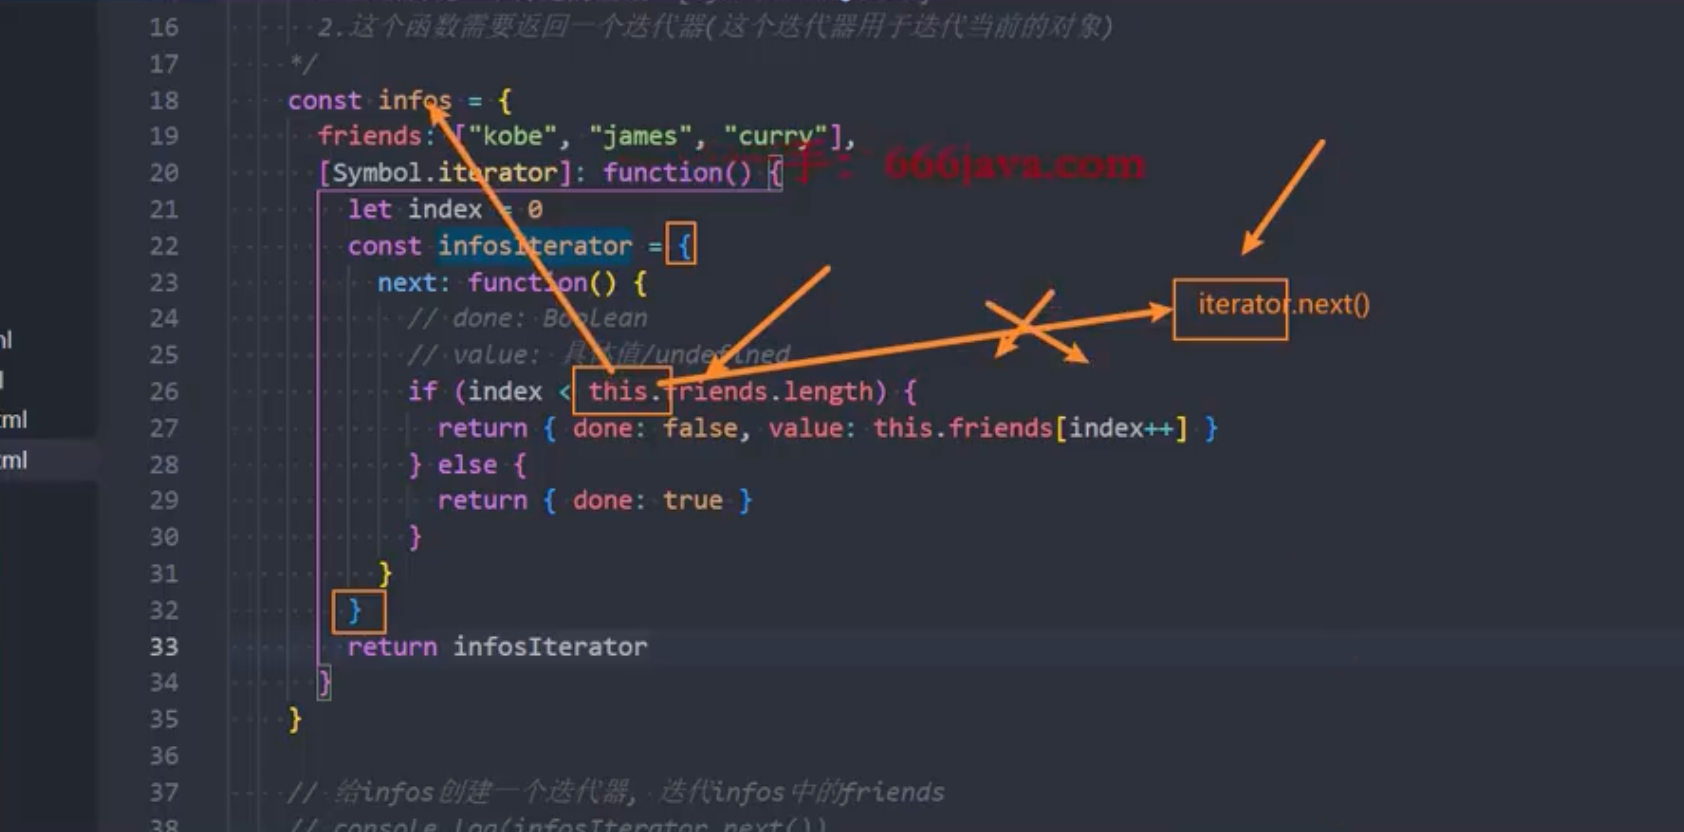 16 2.这个函数需要返回一个迭代器(这个迭代器用于迭代当前的对象)
17 */
18 const infos = {
19 friends: ["kobe", "james", "curry"],
手: 666java.com
20 [Symbol.iterator]: function() {
21 let index = 0
22 const infosIterator = {
23 next: function() {
iterator.next()
24 // done: Boolean
25 // value: 具体值/undefined
ml
26 if (index < this.friends.length) {
27 return { done: false, value: this.friends[index++] }
tml
28 } else {
tml
29 return { done: true }
30 }
31 }
32 }
33 return infosIterator
34 }
35 }
36
37 // 给infos创建一个迭代器, 迭代infos中的friends
38 // console.log(infosIterator.next())